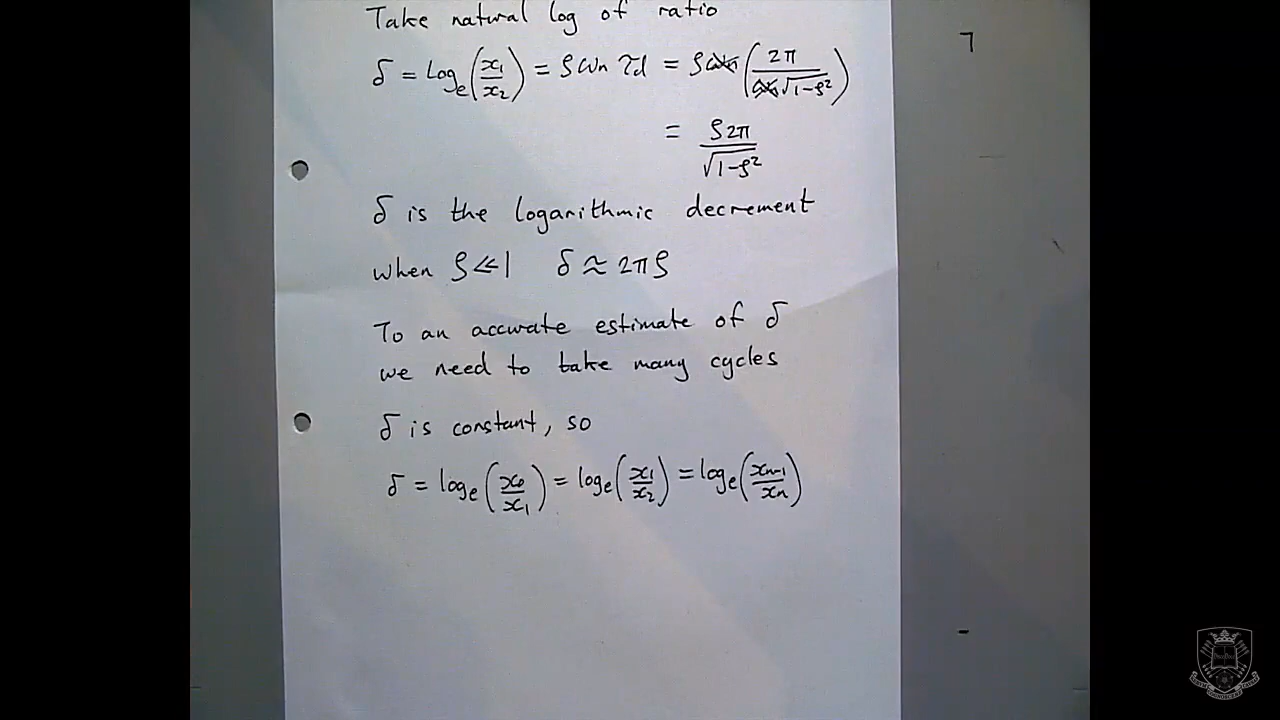 Take natural log of ratio
δ = Log_e(x₁/x₂) = ζωn τd = ζωn (2π / ωn√1-ζ²)
= ζ2π / √1-ζ²
δ is the logarithmic decrement
when ζ≪1 δ ≈ 2πζ
To an accurate estimate of δ
we need to take many cycles
δ is constant, so
δ = log_e(x₀/x₁) = log_e(x₁/x₂) = log_e(xn-1/xn)